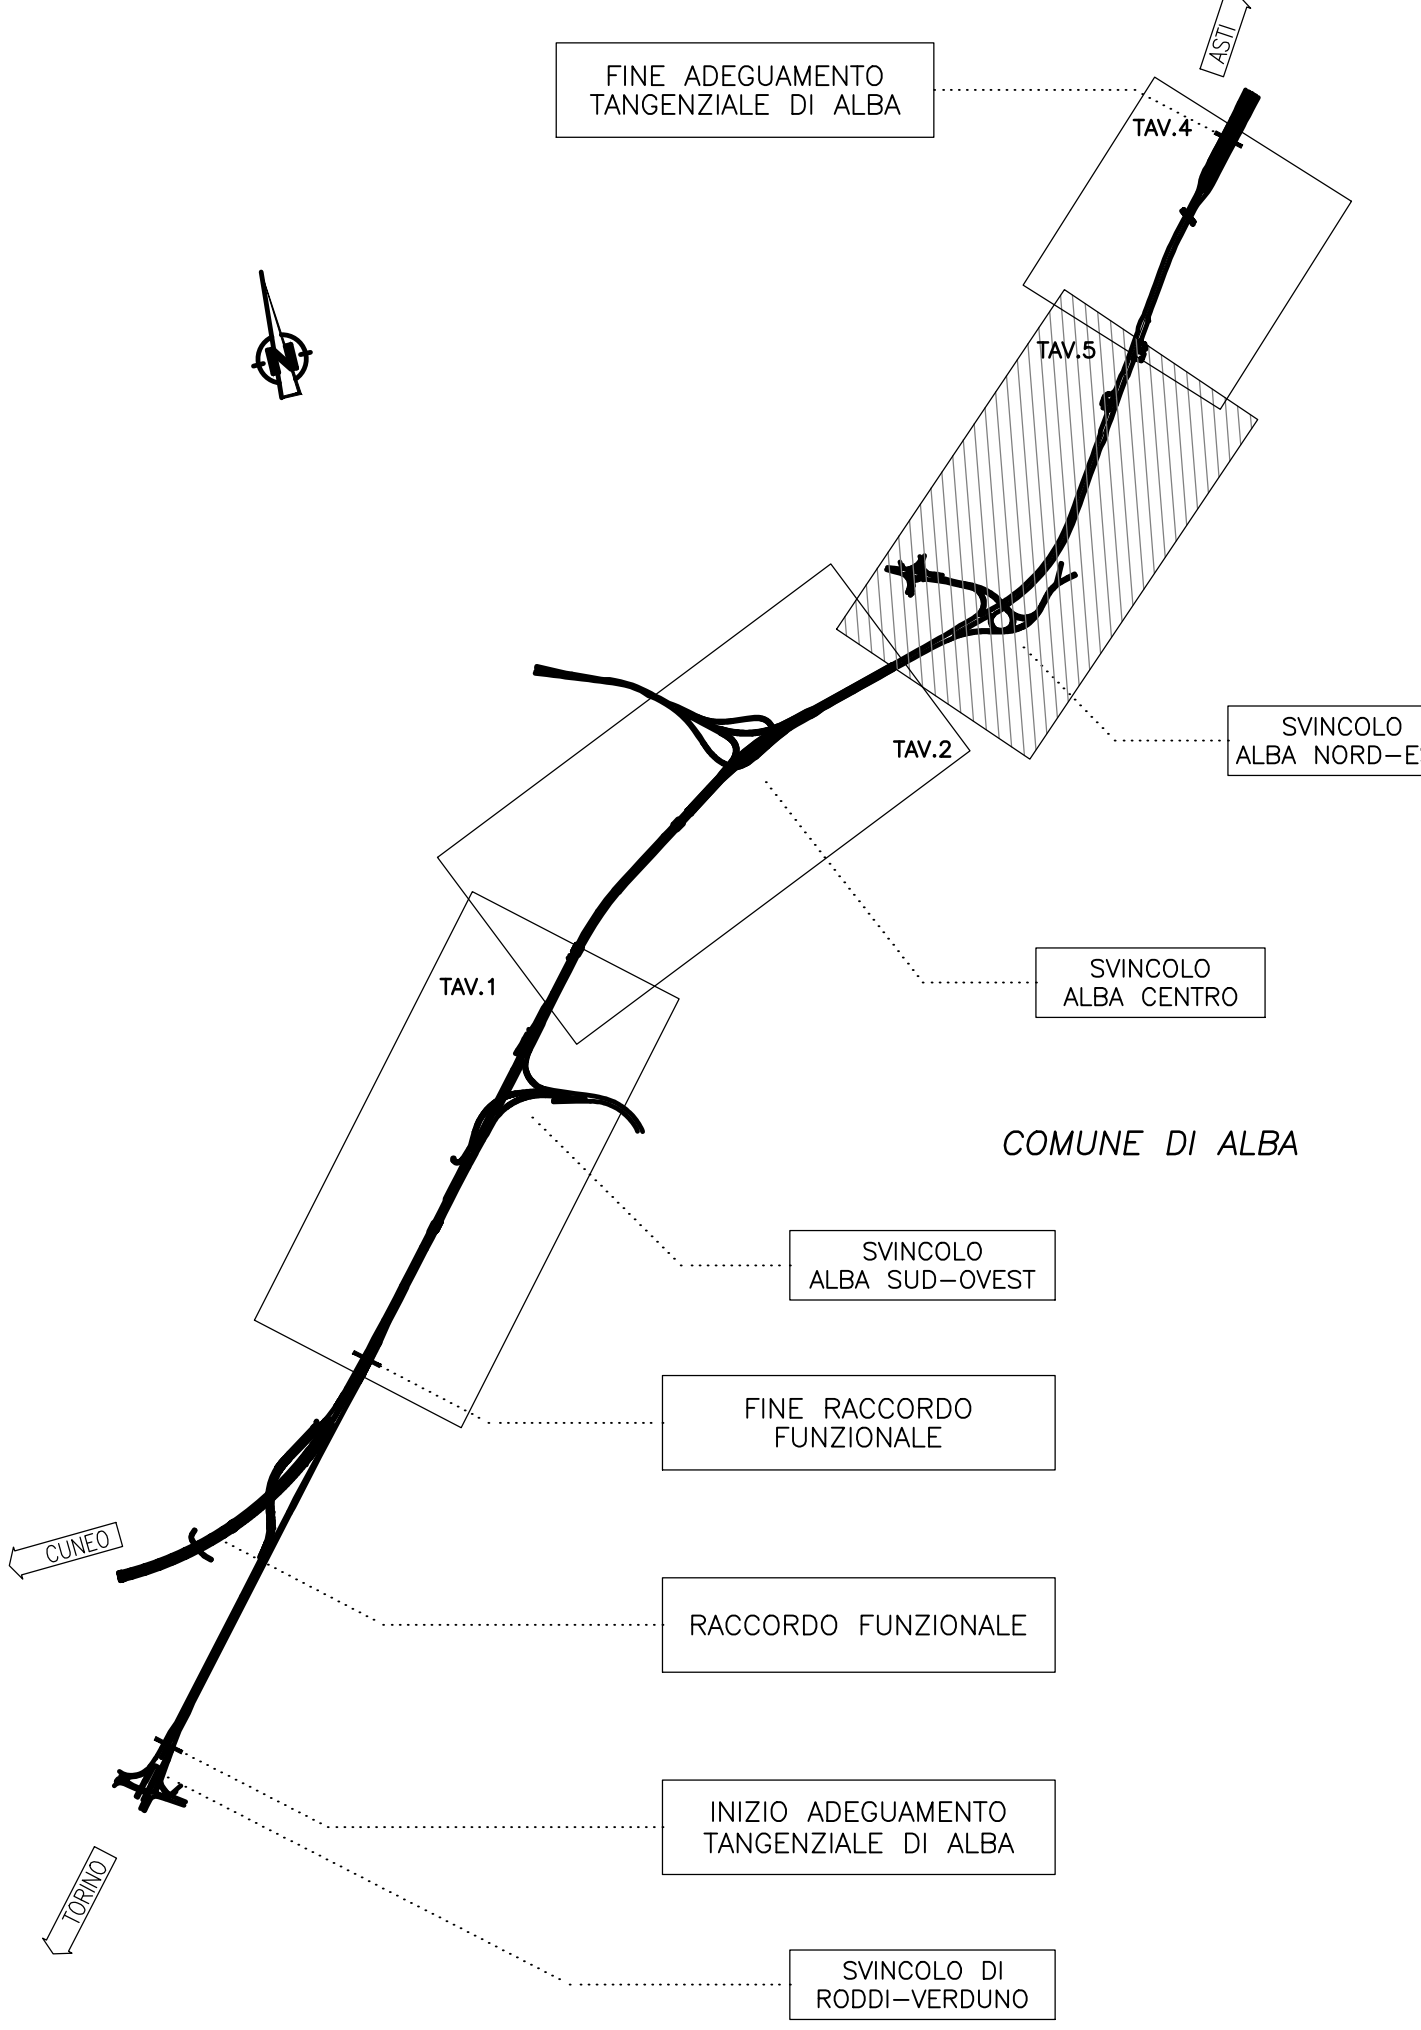 ASTI
FINE ADEGUAMENTO
TANGENZIALE DI ALBA
TAV.4
TAV.5
N
SVINCOLO
ALBA NORD-E
TAV.2
SVINCOLO
ALBA CENTRO
TAV.1
COMUNE DI ALBA
SVINCOLO
ALBA SUD-OVEST
FINE RACCORDO
FUNZIONALE
CUNEO
RACCORDO FUNZIONALE
INIZIO ADEGUAMENTO
TANGENZIALE DI ALBA
TORINO
SVINCOLO DI
RODDI-VERDUNO